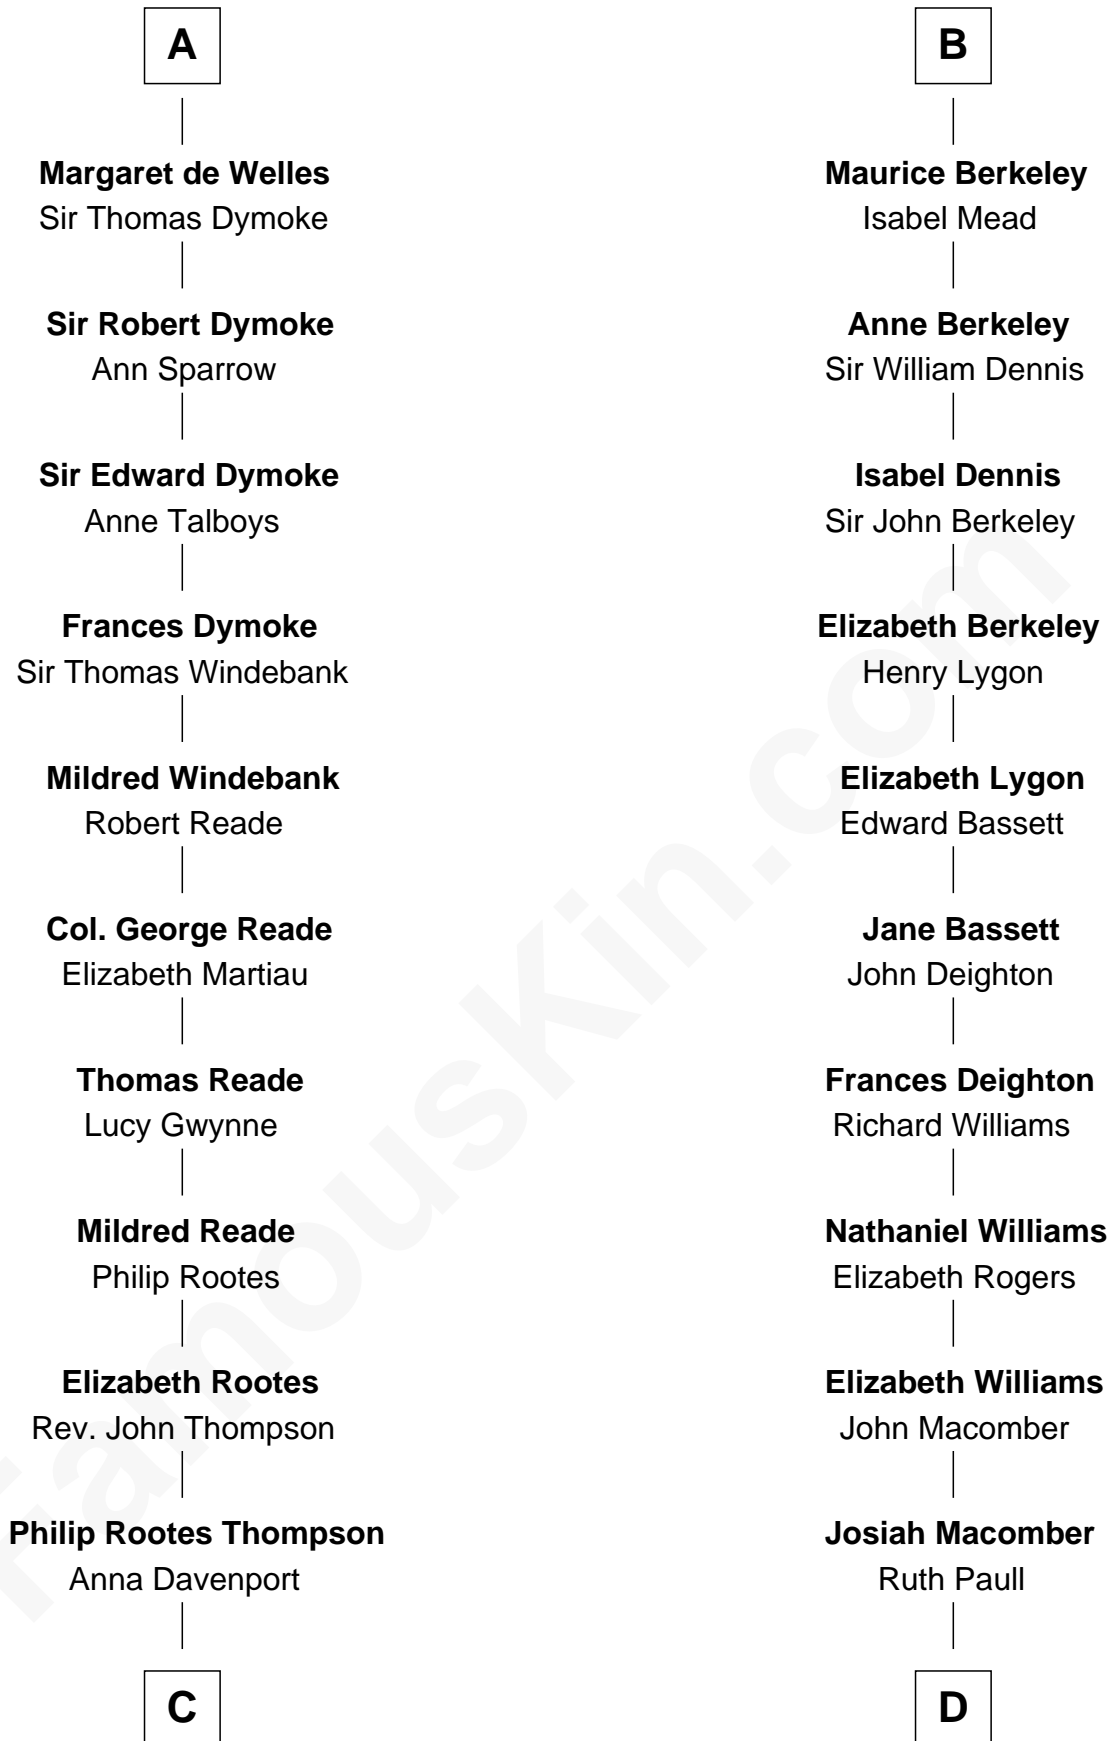 A
Margaret de Welles
Sir Thomas Dymoke
Sir Robert Dymoke
Ann Sparrow
Sir Edward Dymoke
Anne Talboys
Frances Dymoke
Sir Thomas Windebank
Mildred Windebank
Robert Reade
Col. George Reade
Elizabeth Martiau
Thomas Reade
Lucy Gwynne
Mildred Reade
Philip Rootes
Elizabeth Rootes
Rev. John Thompson
Philip Rootes Thompson
Anna Davenport
C
B
Maurice Berkeley
Isabel Mead
Anne Berkeley
Sir William Dennis
Isabel Dennis
Sir John Berkeley
Elizabeth Berkeley
Henry Lygon
Elizabeth Lygon
Edward Bassett
Jane Bassett
John Deighton
Frances Deighton
Richard Williams
Nathaniel Williams
Elizabeth Rogers
Elizabeth Williams
John Macomber
Josiah Macomber
Ruth Paull
D
FamousKin.com